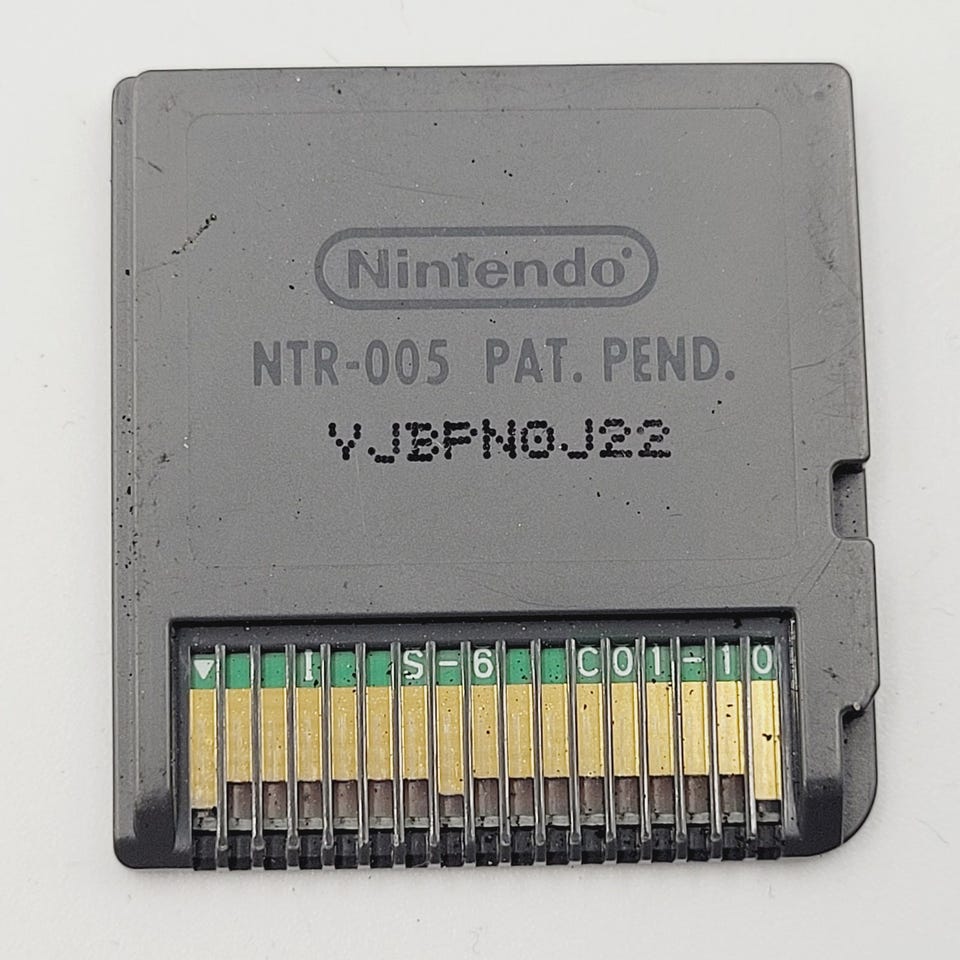 Nintendo
NTR-005 PAT. PEND.
YJBPN0J22
I S-6 C01-10